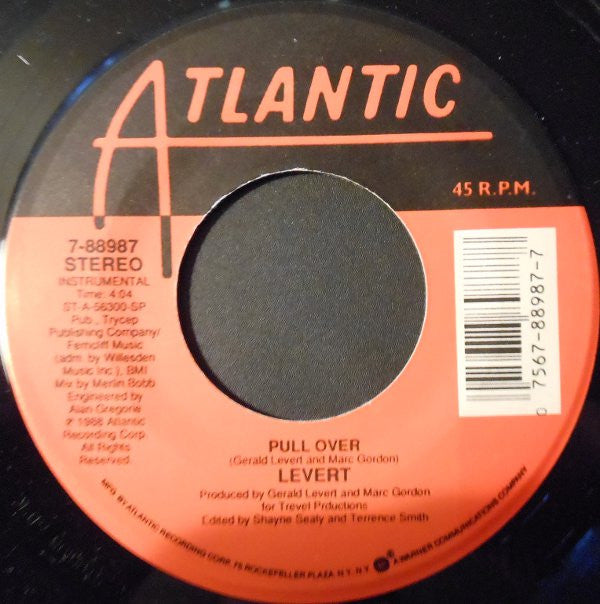 ATLANTIC
45 R.P.M.
7-88987
STEREO
INSTRUMENTAL
Time: 4:04
ST-A-56300-SP
Pub., Trycep
Publishing Company/
Ferncliff Music
(adm. by Willesden
Music Inc.), BMI
Mix by Merlin Bobb
Engineered by
Alan Gregorie
℗ 1988 Atlantic
Recording Corp.
All Rights
Reserved.
0 7567-88987-7
PULL OVER
(Gerald Levert and Marc Gordon)
LEVERT
Produced by Gerald Levert and Marc Gordon
for Trevel Prductions
Edited by Shayne Sealy and Terrence Smith
MFG. BY ATLANTIC RECORDING CORP. 75 ROCKEFELLER PLAZA, N.Y., N.Y. ® A WARNER COMMUNICATIONS COMPANY